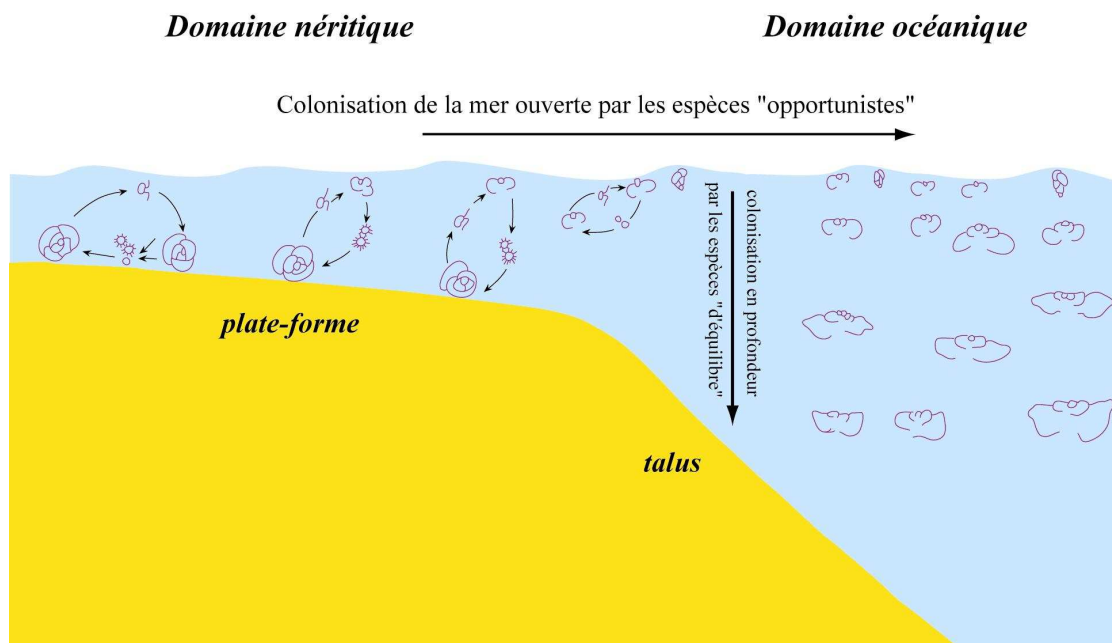 Domaine néritique
Domaine océanique
Colonisation de la mer ouverte par les espèces "opportunistes"
colonisation en profondeur
par les espèces "d'équilibre"
plate-forme
talus